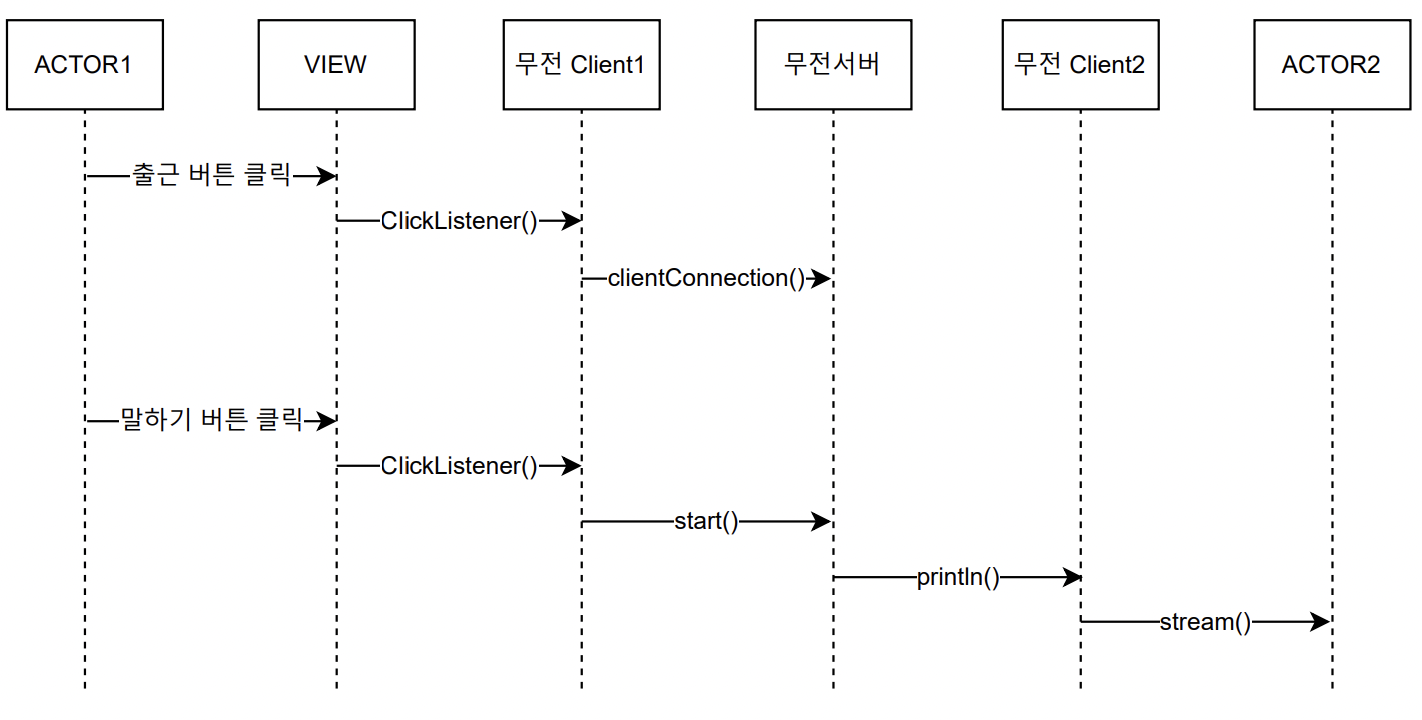 ACTOR1
VIEW
무전 Client1
무전서버
무전 Client2
ACTOR2
출근 버튼 클릭
ClickListener()
clientConnection()
말하기 버튼 클릭
ClickListener()
start()
println()
stream()